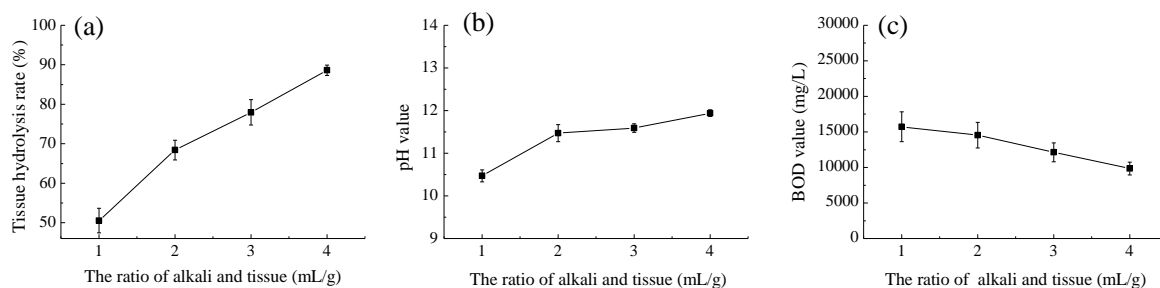 (a)
Tissue hydrolysis rate (%)
100
90
80
70
60
50
1 2 3 4
The ratio of alkali and tissue (mL/g)
(b)
pH value
14
13
12
11
10
9
1 2 3 4
The ratio of alkali and tissue (mL/g)
(c)
BOD value (mg/L)
30000
25000
20000
15000
10000
5000
0
1 2 3 4
The ratio of alkali and tissue (mL/g)